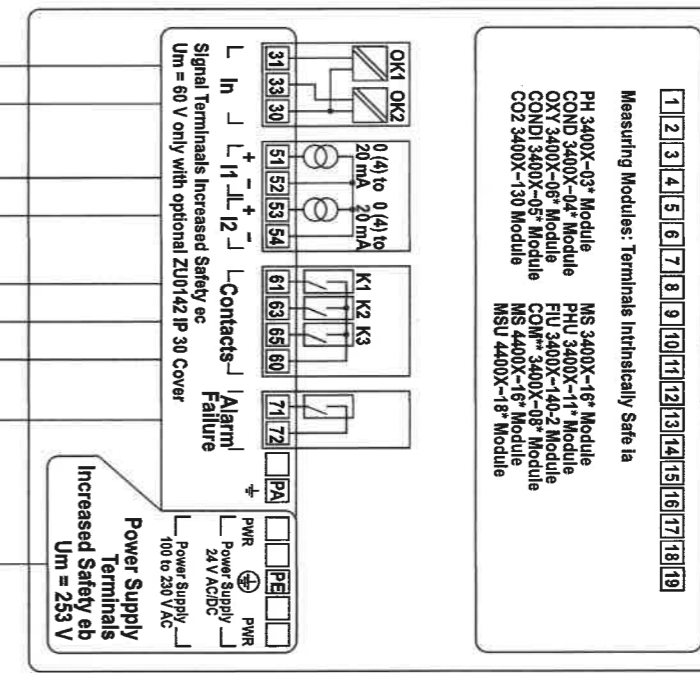 1 2 3 4 5 6 7 8 9 10 11 12 13 14 15 16 17 18 19
Measuring Modules: Terminals Intrinsically Safe ia
PH 3400X-03* Module
COND 3400X-04* Module
OXY 3400X-06* Module
CONDI 3400X-05* Module
CO2 3400X-130 Module
MS 3400X-16* Module
PHU 3400X-11* Module
FIU 3400X-140-2 Module
COM** 3400X-08* Module
MS 4400X-16* Module
MSU 4400X-18* Module
OK1 OK2
0 (4) to 20 mA
0 (4) to 20 mA
K1 K2 K3
31 33 30 51 52 53 54 61 63 65 60 71 72 PA PE
+ - + -
In I1 I2 Contacts Alarm/
Failure
PWR PWR
Power Supply
24 V AC/DC
Power Supply
100 to 230 V AC
Signal Terminaals Increased Safety ec
Um = 60 V only with optional ZU0142 IP 30 Cover
Power Supply
Terminals
Increased Safety eb
Um = 253 V